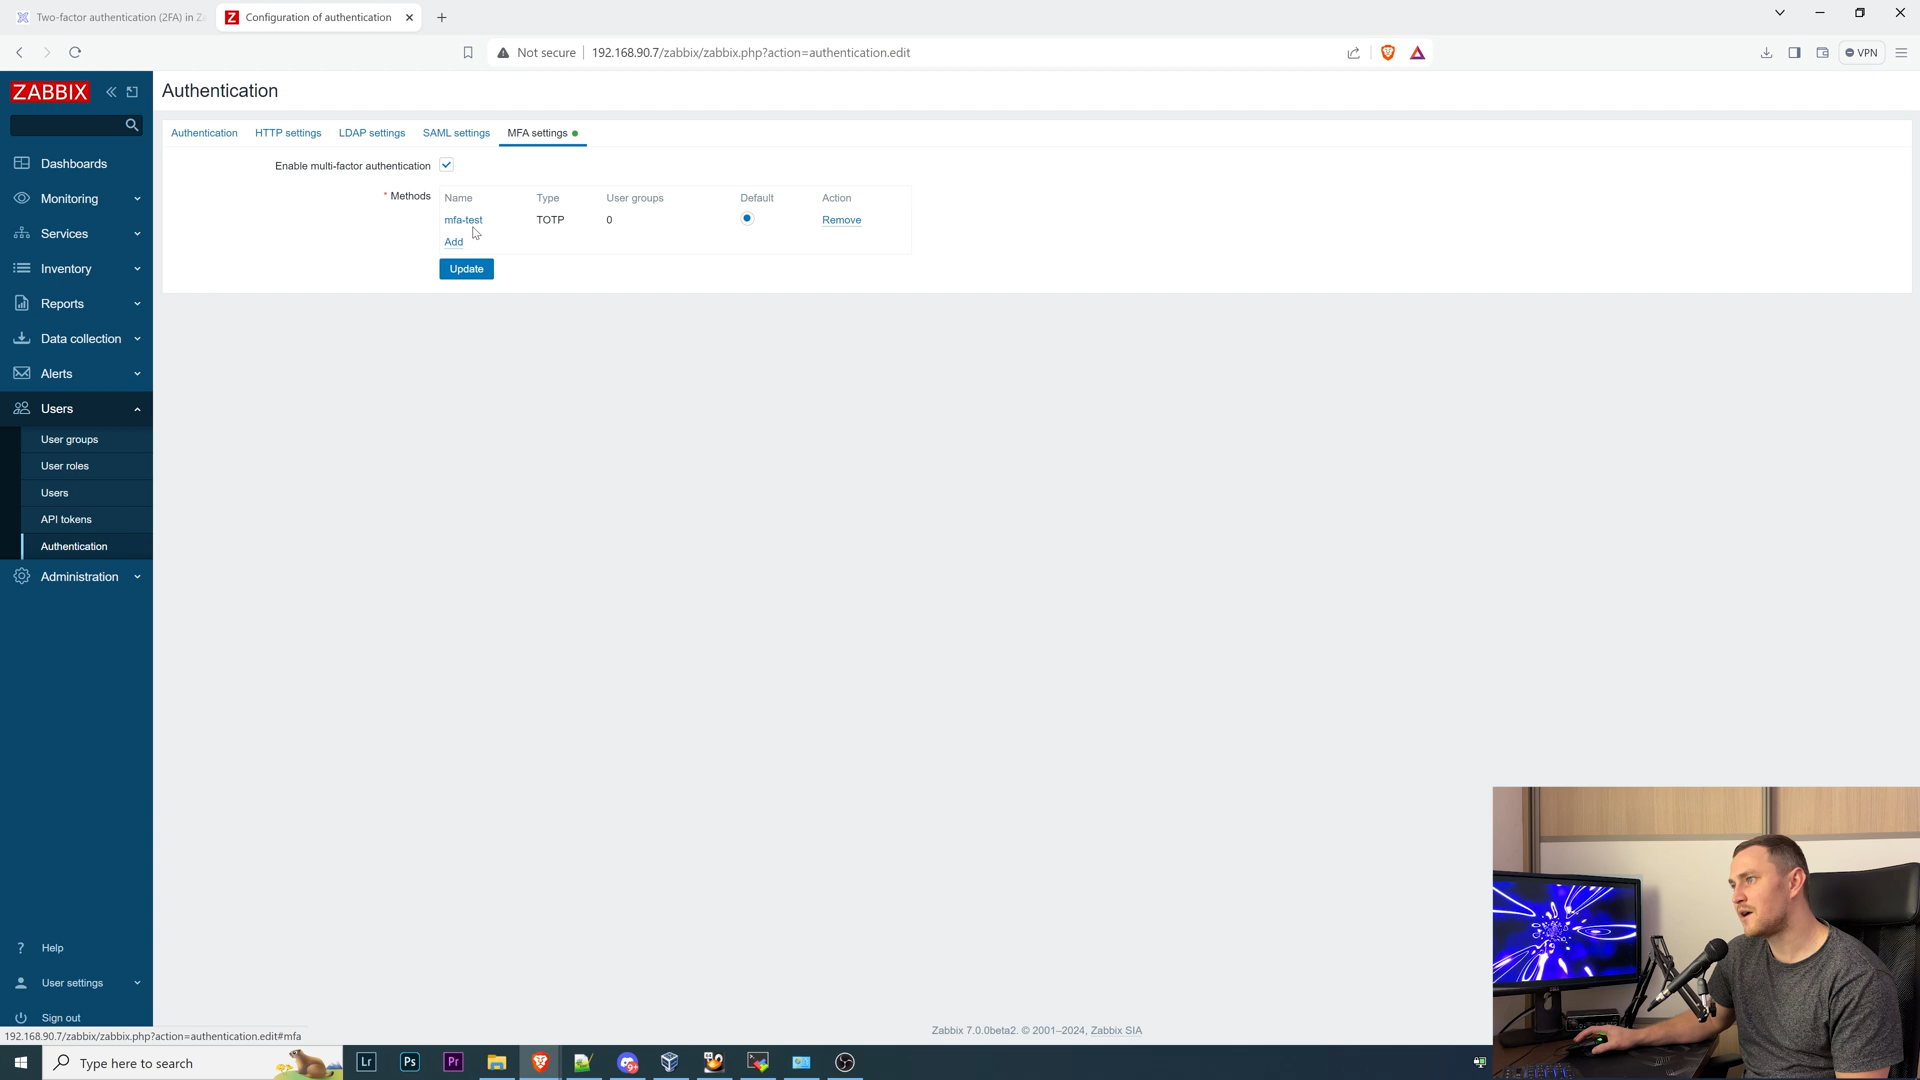 Two-factor authentication (2FA) in Z
Configuration of authentication
Not secure
192.168.90.7/zabbix/zabbix.php?action=authentication.edit
VPN
ZABBIX
Authentication
Authentication
HTTP settings
LDAP settings
SAML settings
MFA settings
Enable multi-factor authentication
* Methods
Name
Type
User groups
Default
Action
mfa-test
TOTP
0
Remove
Add
Update
Dashboards
Monitoring
Services
Inventory
Reports
Data collection
Alerts
Users
User groups
User roles
Users
API tokens
Authentication
Administration
Help
User settings
Sign out
192.168.90.7/zabbix/zabbix.php?action=authentication.edit#mfa
Zabbix 7.0.0beta2. © 2001–2024, Zabbix SIA
Type here to search
Lr
Ps
Pr
9+